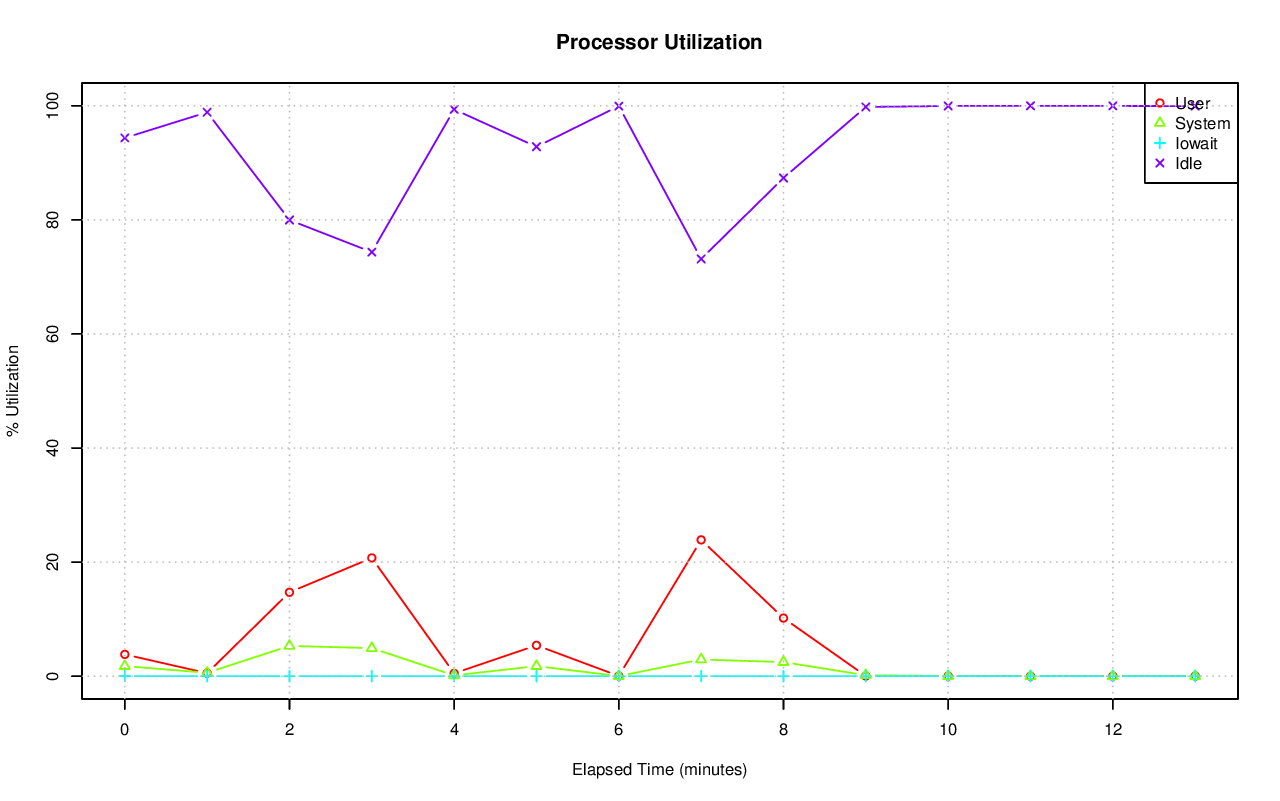 Processor Utilization
% Utilization
100
80
60
40
20
0
User
System
Iowait
Idle
0 2 4 6 8 10 12
Elapsed Time (minutes)